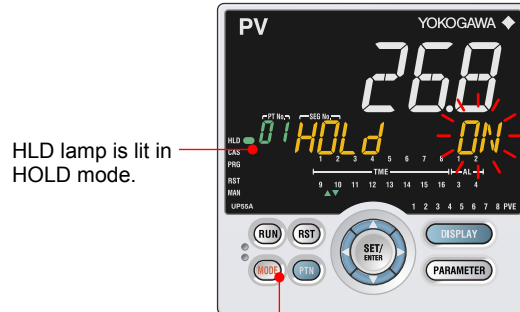 PV
YOKOGAWA
26.8
PT No.
SEG No.
01 HOLd ON
HLD
CAS
PRG
RST
MAN
1 2 3 4 5 6 7 8 1 2
TME AL
9 10 11 12 13 14 15 16 3 4
UP55A
1 2 3 4 5 6 7 8 PVE
HLD lamp is lit in
HOLD mode.
RUN RST
MODE PTN
SET/
ENTER
DISPLAY
PARAMETER